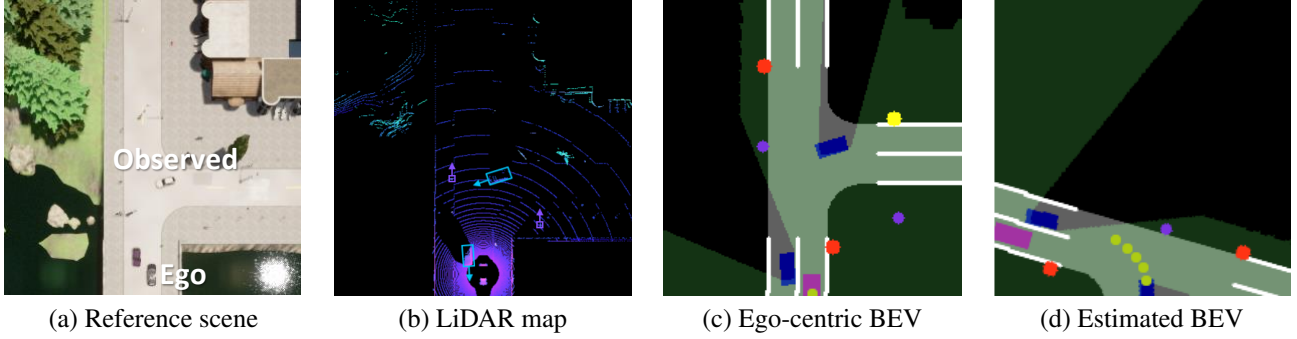 Observed
Ego
(a) Reference scene
(b) LiDAR map
(c) Ego-centric BEV
(d) Estimated BEV